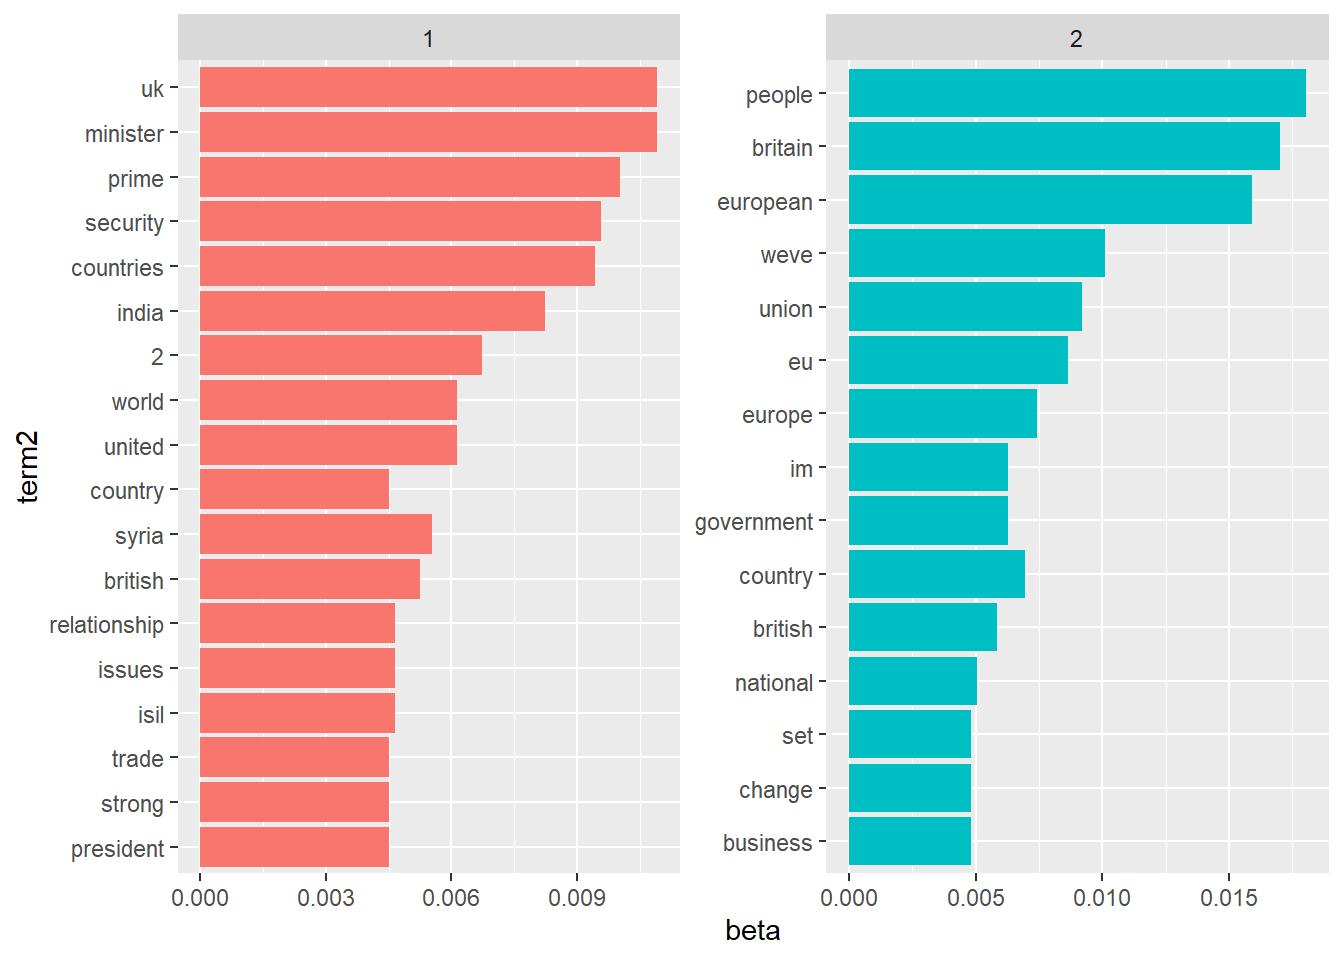 1
uk
minister
prime
security
countries
india
2
world
united
country
syria
british
relationship
issues
isil
trade
strong
president
0.000 0.003 0.006 0.009
2
people
britain
european
weve
union
eu
europe
im
government
country
british
national
set
change
business
0.000 0.005 0.010 0.015
term2
beta